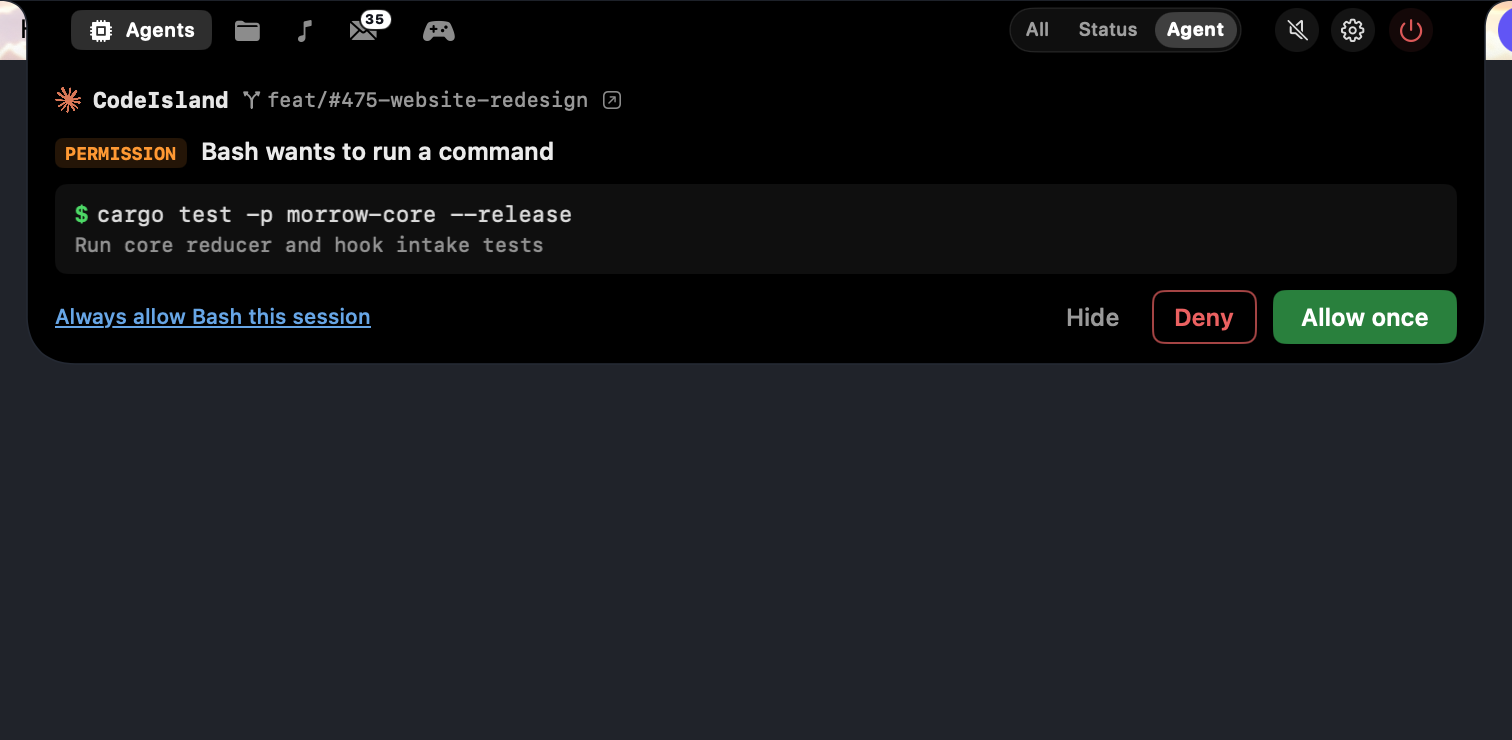 Agents
35
All Status Agent
CodeIsland feat/#475-website-redesign
PERMISSION Bash wants to run a command
$ cargo test -p morrow-core --release
Run core reducer and hook intake tests
Always allow Bash this session
Hide Deny Allow once